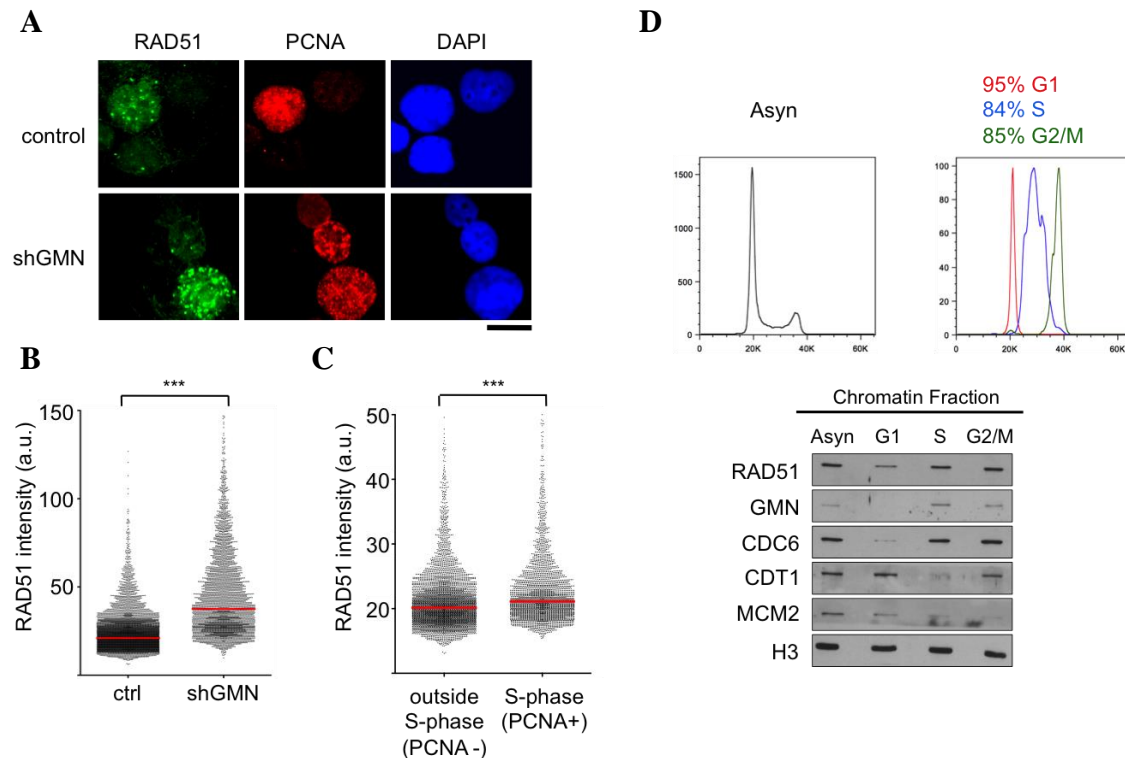 A
RAD51 PCNA DAPI
control
shGMN
B
***
RAD51 intensity (a.u.)
150
100
50
ctrl shGMN
C
***
RAD51 intensity (a.u.)
50
40
30
20
outside
S-phase
(PCNA -)
S-phase
(PCNA+)
D
Asyn
95% G1
84% S
85% G2/M
1500
1000
500
0
0 20K 40K 60K
100
80
60
40
20
0
0 20K 40K 60K
Chromatin Fraction
Asyn G1 S G2/M
RAD51
GMN
CDC6
CDT1
MCM2
H3